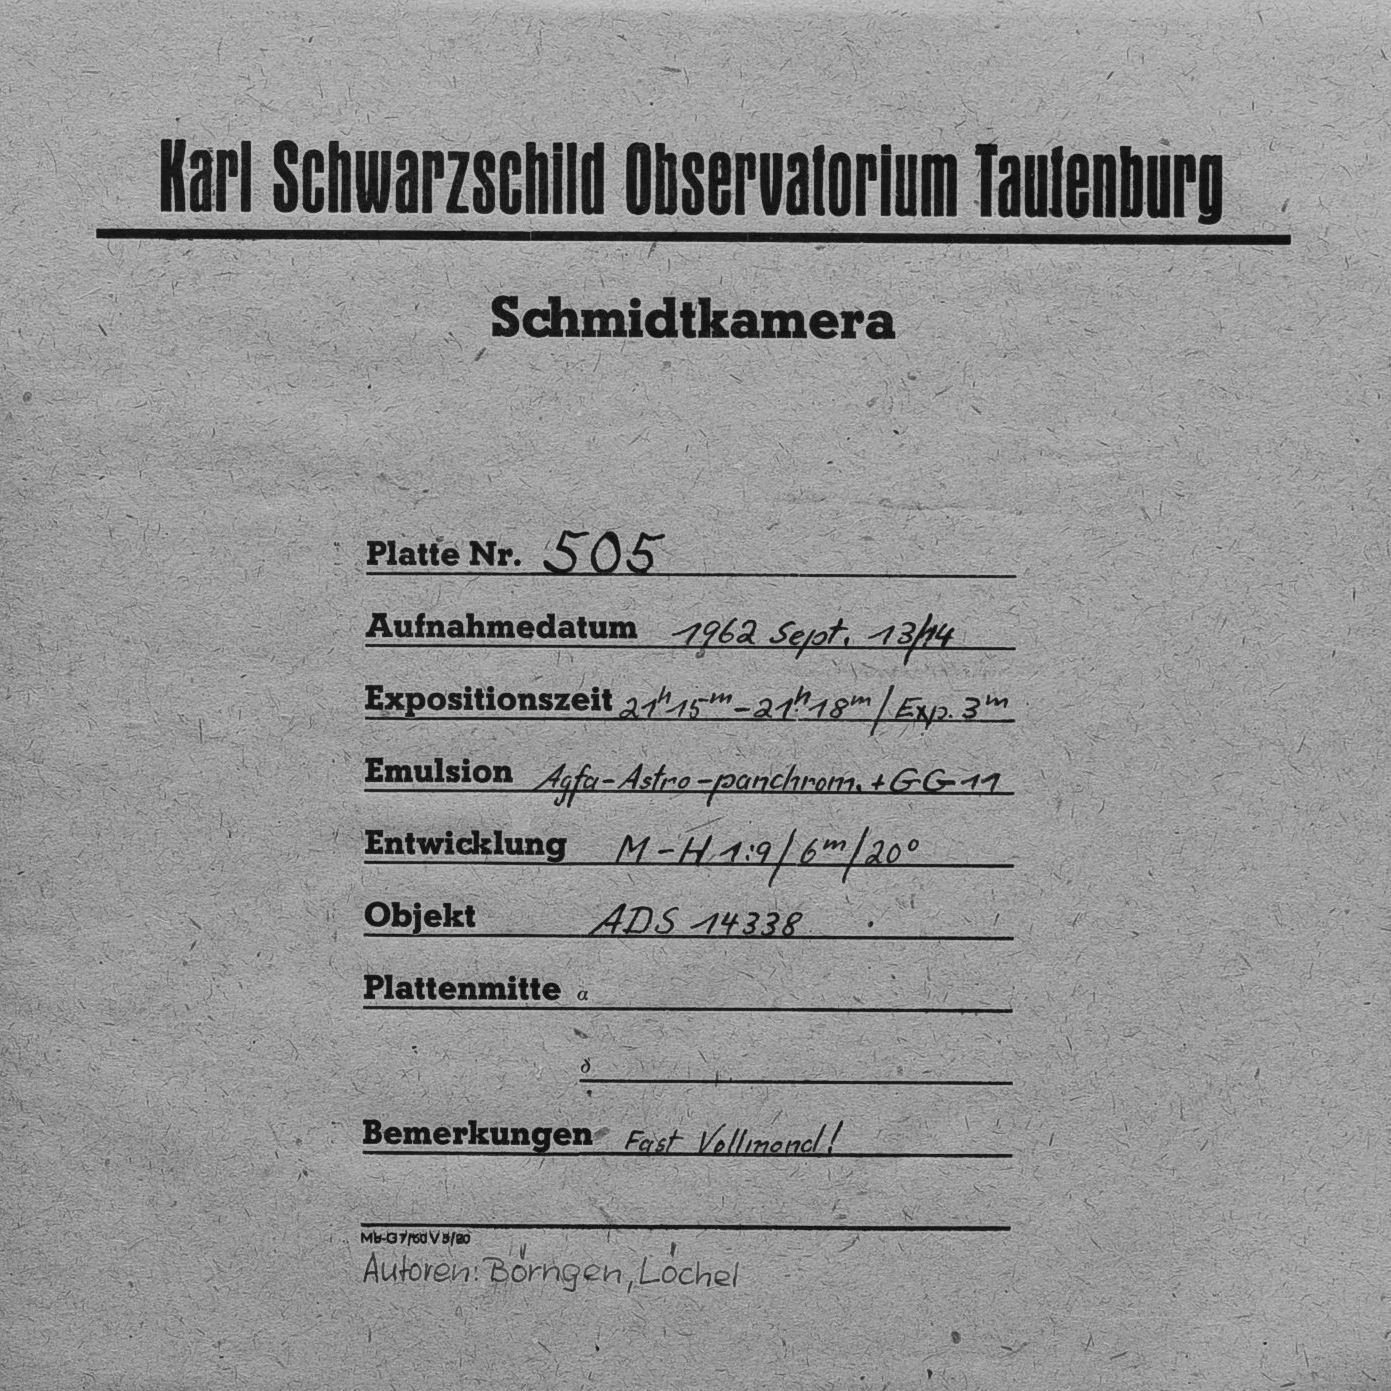 Karl Schwarzschild Observatorium Tautenburg
Schmidtkamera
Platte Nr. 505
Aufnahmedatum 1962 Sept. 13/14
Expositionszeit 21h15m-21h18m/Exp. 3m
Emulsion Agfa-Astro-panchrom.+GG 11
Entwicklung M-H 1:9/6m/20°
Objekt ADS 14338
Plattenmitte α
δ
Bemerkungen Fast Vollmond!
Autoren: Börngen, Löchel